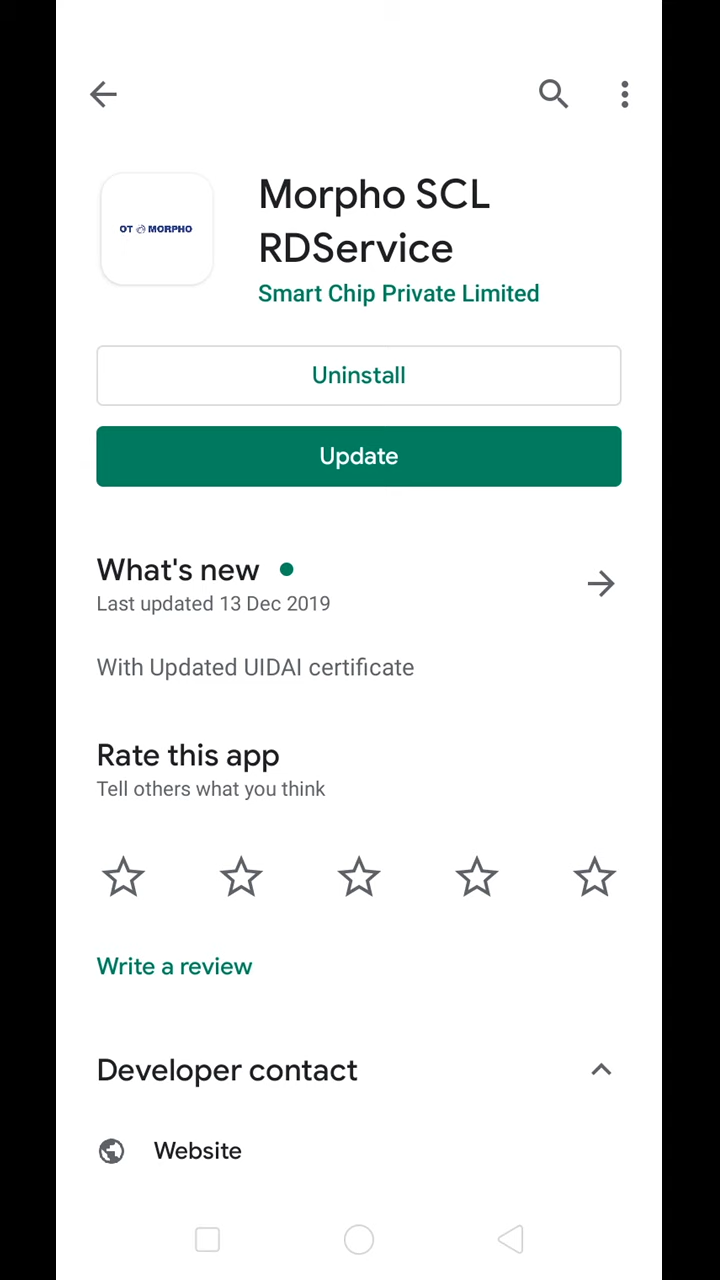 OT MORPHO
Morpho SCL
RDService
Smart Chip Private Limited
Uninstall
Update
What's new
Last updated 13 Dec 2019
With Updated UIDAI certificate
Rate this app
Tell others what you think
Write a review
Developer contact
Website